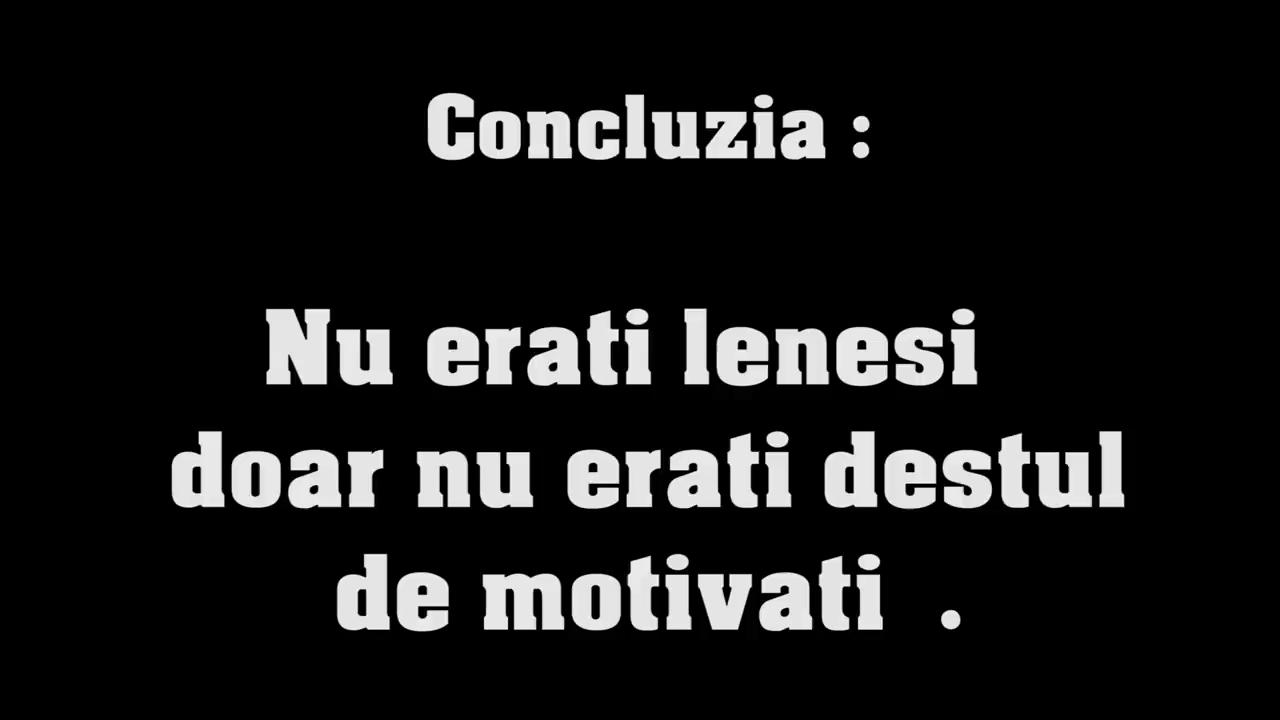 Concluzia :
Nu erati lenesi
doar nu erati destul
de motivati .